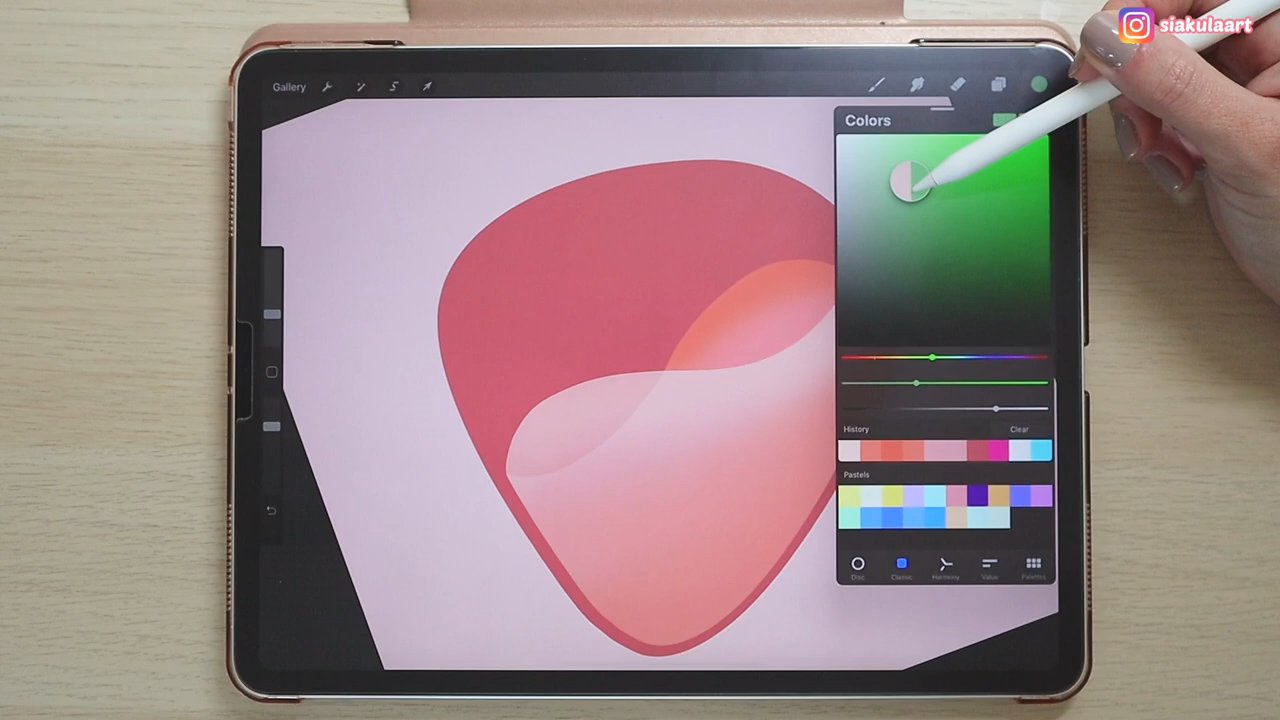 siakulaart
Gallery
Colors
History
Clear
Pastels
Disc
Classic
Harmony
Value
Palettes